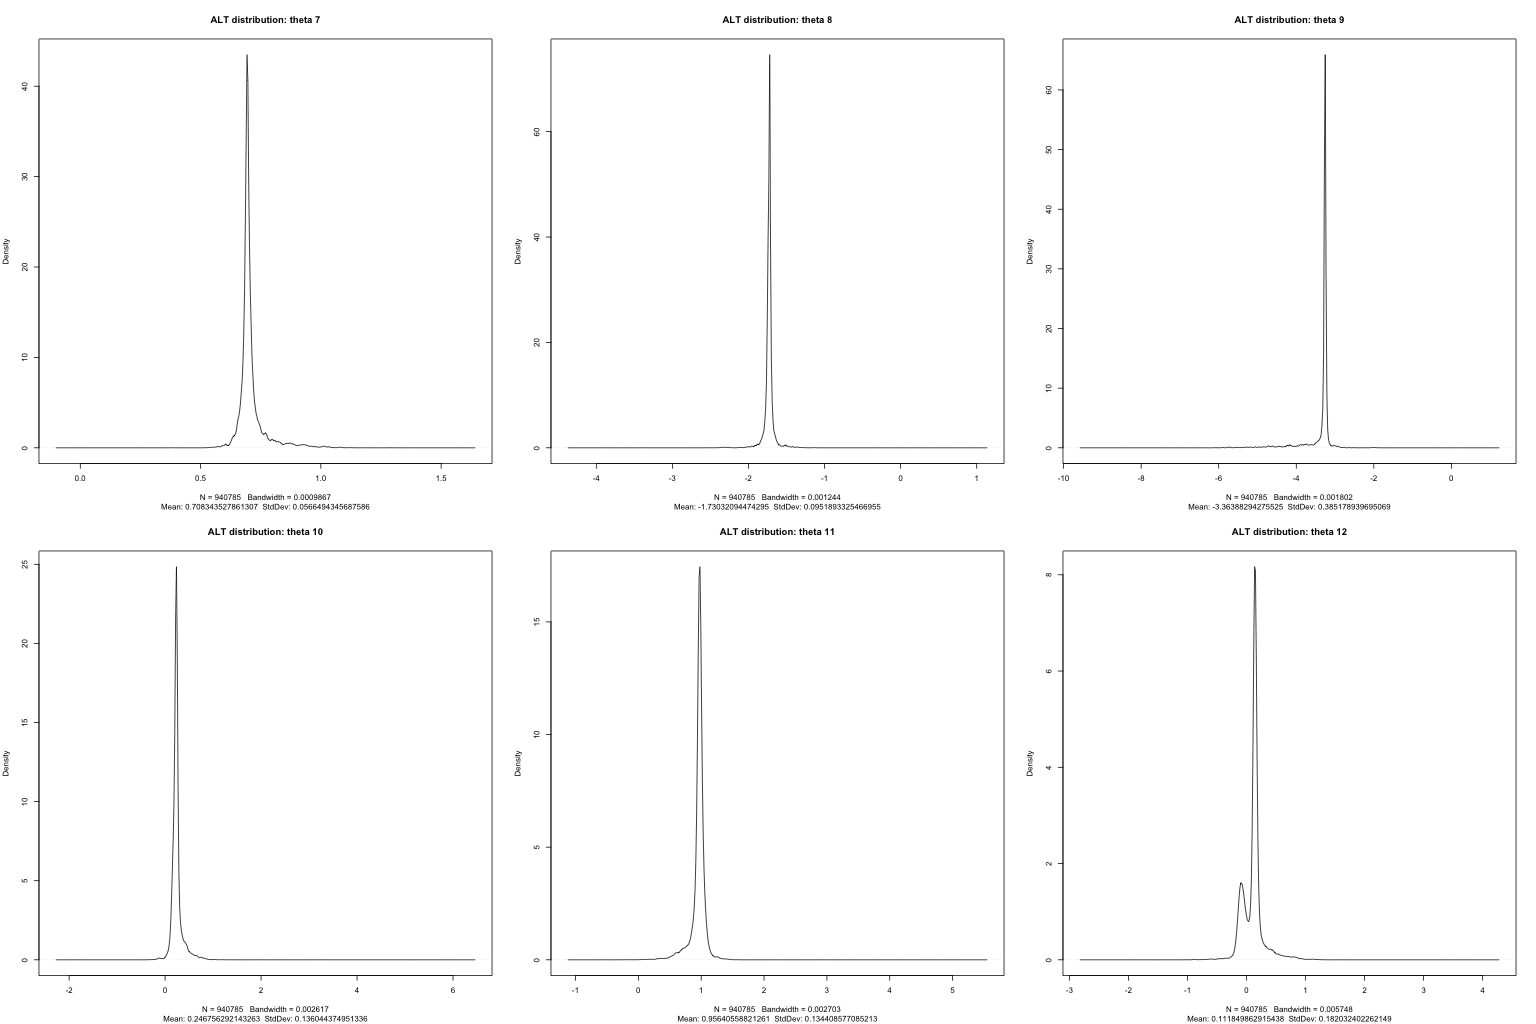 ALT distribution: theta 7
Density
0
10
20
30
40
0.0 0.5 1.0 1.5
N = 940785 Bandwidth = 0.0009867
Mean: 0.708343527861307 StdDev: 0.0566494345687586
ALT distribution: theta 8
Density
0
20
40
60
-4 -3 -2 -1 0 1
N = 940785 Bandwidth = 0.001244
Mean: -1.73032094474295 StdDev: 0.0951893325466955
ALT distribution: theta 9
Density
0
10
20
30
40
50
60
-10 -8 -6 -4 -2 0
N = 940785 Bandwidth = 0.001802
Mean: -3.36388294275525 StdDev: 0.385178939695069
ALT distribution: theta 10
Density
0
5
10
15
20
25
-2 0 2 4 6
N = 940785 Bandwidth = 0.002617
Mean: 0.246756292143263 StdDev: 0.136044374951336
ALT distribution: theta 11
Density
0
5
10
15
-1 0 1 2 3 4 5
N = 940785 Bandwidth = 0.002703
Mean: 0.95640558821261 StdDev: 0.134408577085213
ALT distribution: theta 12
Density
0
2
4
6
8
-3 -2 -1 0 1 2 3 4
N = 940785 Bandwidth = 0.005748
Mean: 0.111849862915438 StdDev: 0.182032402262149